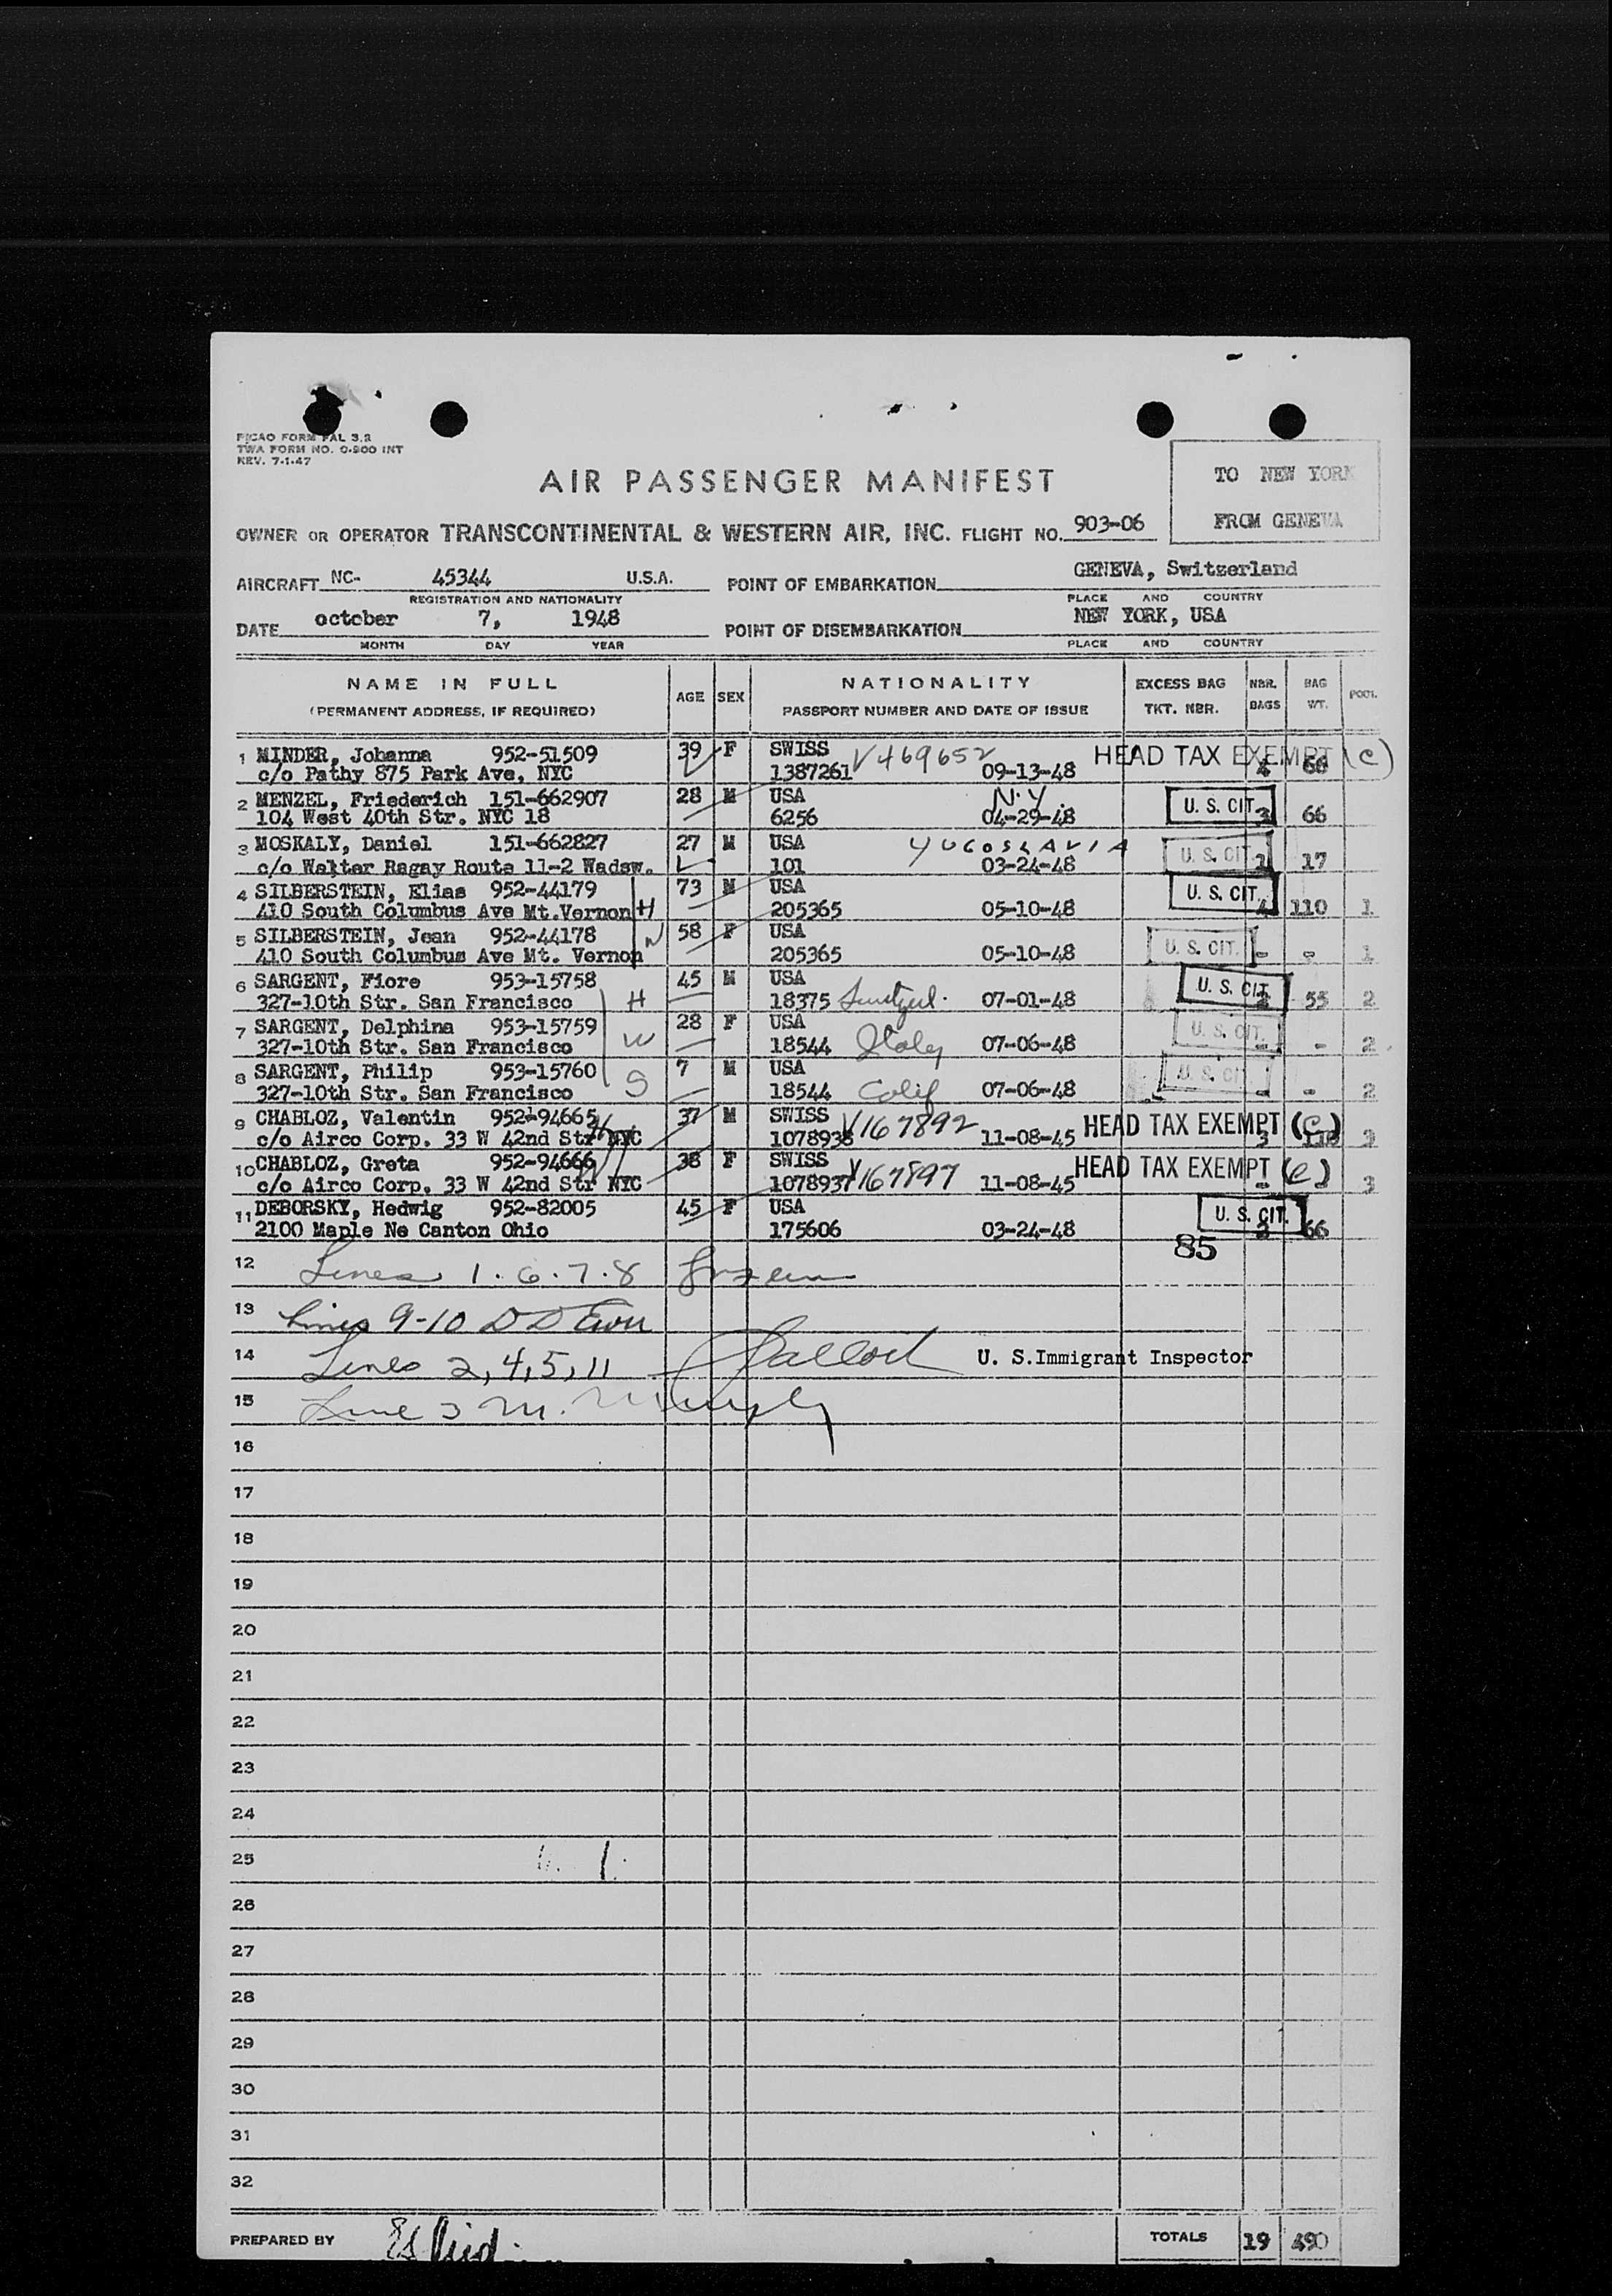 PICAO FORM FAL 3.2
TWA FORM NO. 0-800 INT
REV. 7-1-47
AIR PASSENGER MANIFEST
TO NEW YORK
FROM GENEVA
OWNER OR OPERATOR TRANSCONTINENTAL & WESTERN AIR, INC. FLIGHT NO. 903-06
AIRCRAFT NC- 45344 U.S.A. POINT OF EMBARKATION GENEVA, Switzerland
REGISTRATION AND NATIONALITY PLACE AND COUNTRY
DATE october 7, 1948 POINT OF DISEMBARKATION NEW YORK, USA
MONTH DAY YEAR PLACE AND COUNTRY
NAME IN FULL AGE SEX NATIONALITY EXCESS BAG NBR. BAG POOL
(PERMANENT ADDRESS, IF REQUIRED) PASSPORT NUMBER AND DATE OF ISSUE TKT. NBR. BAGS WT.
1 MINDER, Johanna 952-51509 39 F SWISS V469652 HEAD TAX EXEMPT (C)
c/o Pathy 875 Park Ave, NYC 1387261 09-13-48 4
2 MENZEL, Friederich 151-662907 28 M USA N.Y. U. S. CIT.
104 West 40th Str. NYC 18 6256 04-29-48 3 66
3 MOSKALY, Daniel 151-662827 27 M USA YUGOSLAVIA U. S. CIT.
c/o Walter Ragay Route 11-2 Wadsw. 101 03-24-48 1 17
4 SILBERSTEIN, Elias 952-44179 73 M USA U. S. CIT.
410 South Columbus Ave Mt.Vernon H 205365 05-10-48 4 110 1
5 SILBERSTEIN, Jean 952-44178 W 58 F USA U. S. CIT.
410 South Columbus Ave Mt. Vernon 205365 05-10-48 - - 1
6 SARGENT, Fiore 953-15758 45 M USA U. S. CIT.
327-10th Str. San Francisco H 18375 07-01-48 55 2
7 SARGENT, Delphina 953-15759 28 F USA U. S. CIT.
327-10th Str. San Francisco W 18544 Italy 07-06-48 - - 2
8 SARGENT, Philip 953-15760 7 M USA U. S. CIT.
327-10th Str. San Francisco S 18544 Calif 07-06-48 - - 2
9 CHABLOZ, Valentin 952-94665 37 M SWISS V167892 HEAD TAX EXEMPT (C)
c/o Airco Corp. 33 W 42nd Str NYC H 1078938 11-08-45 3 110 3
10 CHABLOZ, Greta 952-94666 38 F SWISS V167897 HEAD TAX EXEMPT (C)
c/o Airco Corp. 33 W 42nd Str NYC W 1078937 11-08-45 - - 3
11 DEBORSKY, Hedwig 952-82005 45 F USA U. S. CIT.
2100 Maple Ne Canton Ohio 175606 03-24-48 66
85
12 Lines 1. 6. 7. 8
13 Lines 9-10
14 Lines 2, 4, 5, 11 U. S.Immigrant Inspector
15 Line 3 M. Murphy
16
17
18
19
20
21
22
23
24
25
26
27
28
29
30
31
32
PREPARED BY TOTALS 19 490